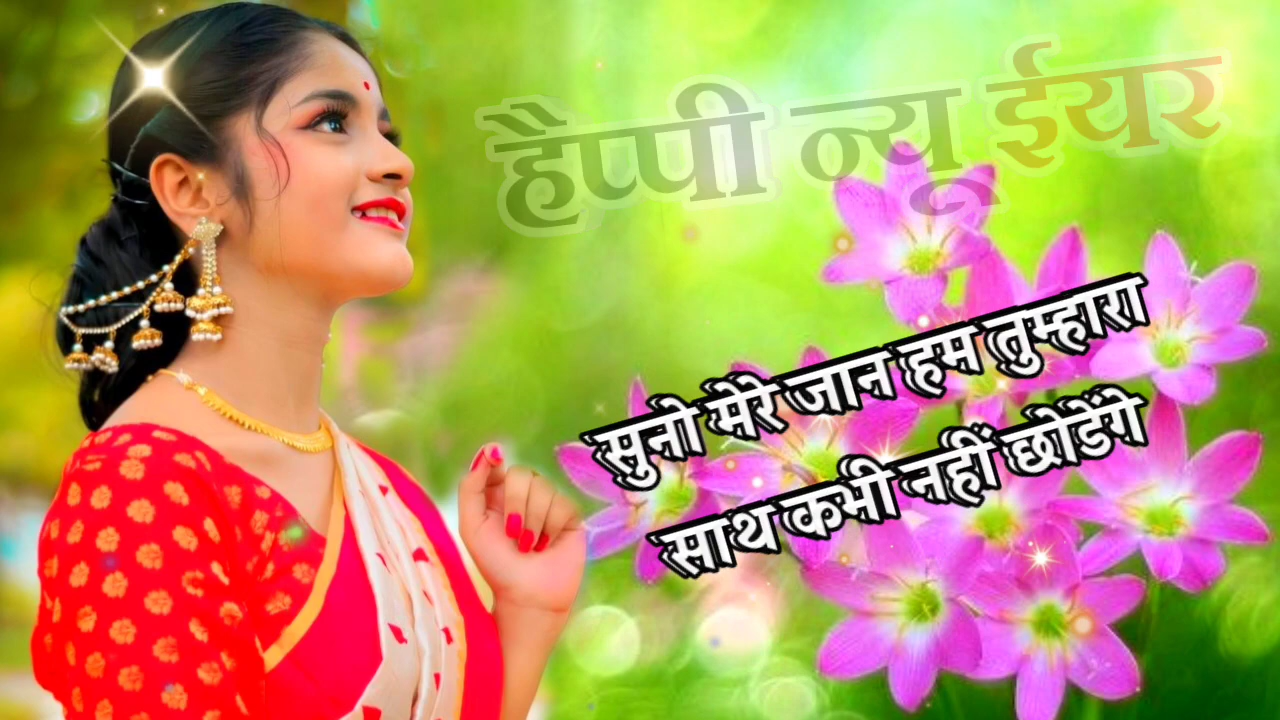 हैप्पी न्यू ईयर
सुनो मेरे जान हम तुम्हारा
साथ कभी नहीं छोडेंगे